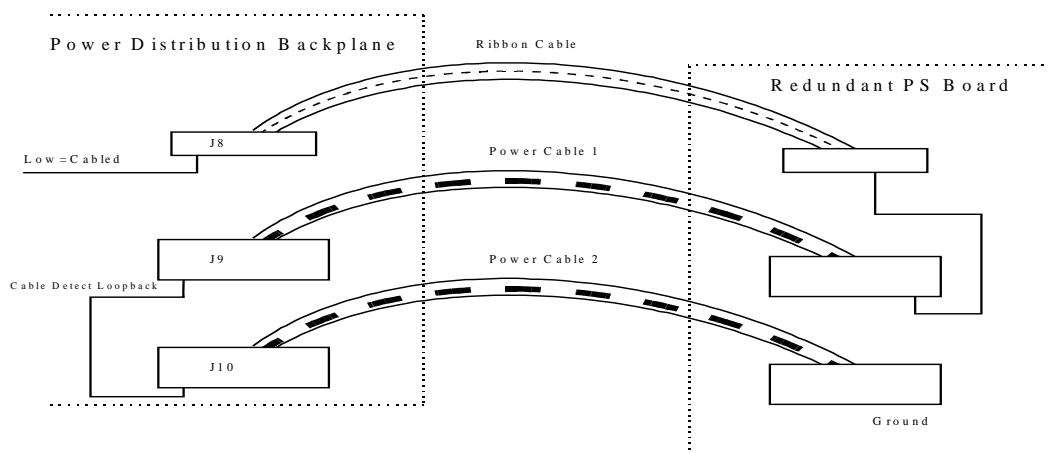 Power Distribution Backplane
Ribbon Cable
Redundant PS Board
J8
Low=Cabled
Power Cable 1
J9
Power Cable 2
Cable Detect Loopback
J10
Ground